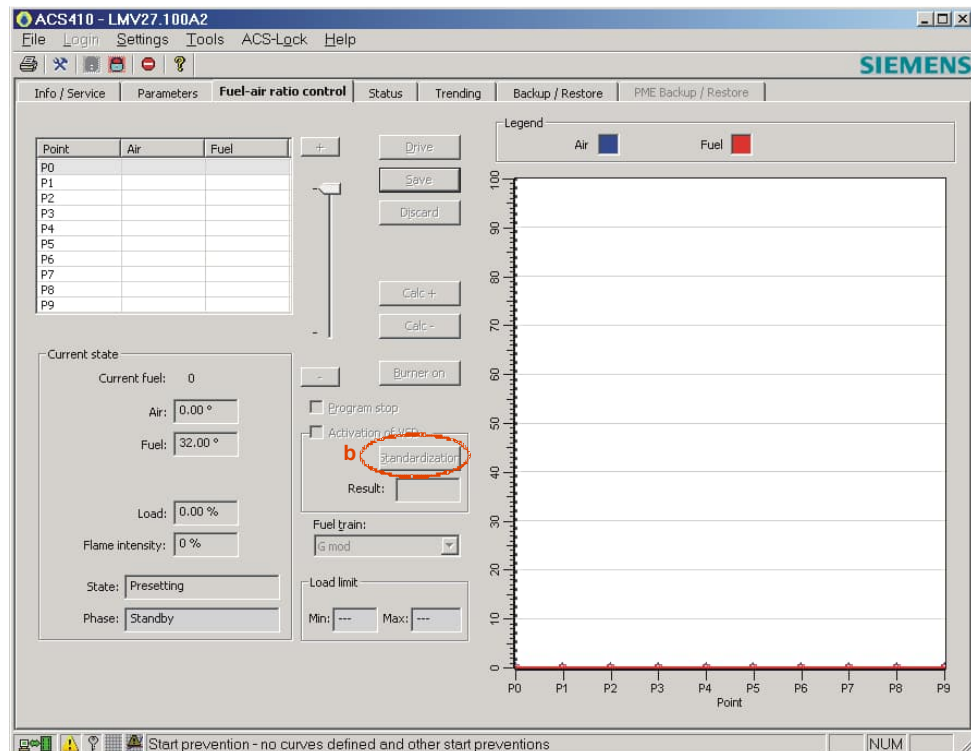 ACS410 - LMV27.100A2
File Login Settings Tools ACS-Lock Help
SIEMENS
Info / Service Parameters Fuel-air ratio control Status Trending Backup / Restore PME Backup / Restore
Point Air Fuel
P0
P1
P2
P3
P4
P5
P6
P7
P8
P9
+
-
-
-
Drive
Save
Discard
Calc +
Calc -
Burner on
Program stop
Activation of VSD
b Standardization
Result:
Fuel train:
G mod
Load limit
Min: --- Max: ---
Current state
Current fuel: 0
Air: 0.00 °
Fuel: 32.00 °
Load: 0.00 %
Flame intensity: 0 %
State: Presetting
Phase: Standby
Legend
Air Fuel
100
90
80
70
60
50
40
30
20
10
0
P0 P1 P2 P3 P4 P5 P6 P7 P8 P9
Point
Start prevention - no curves defined and other start preventions NUM